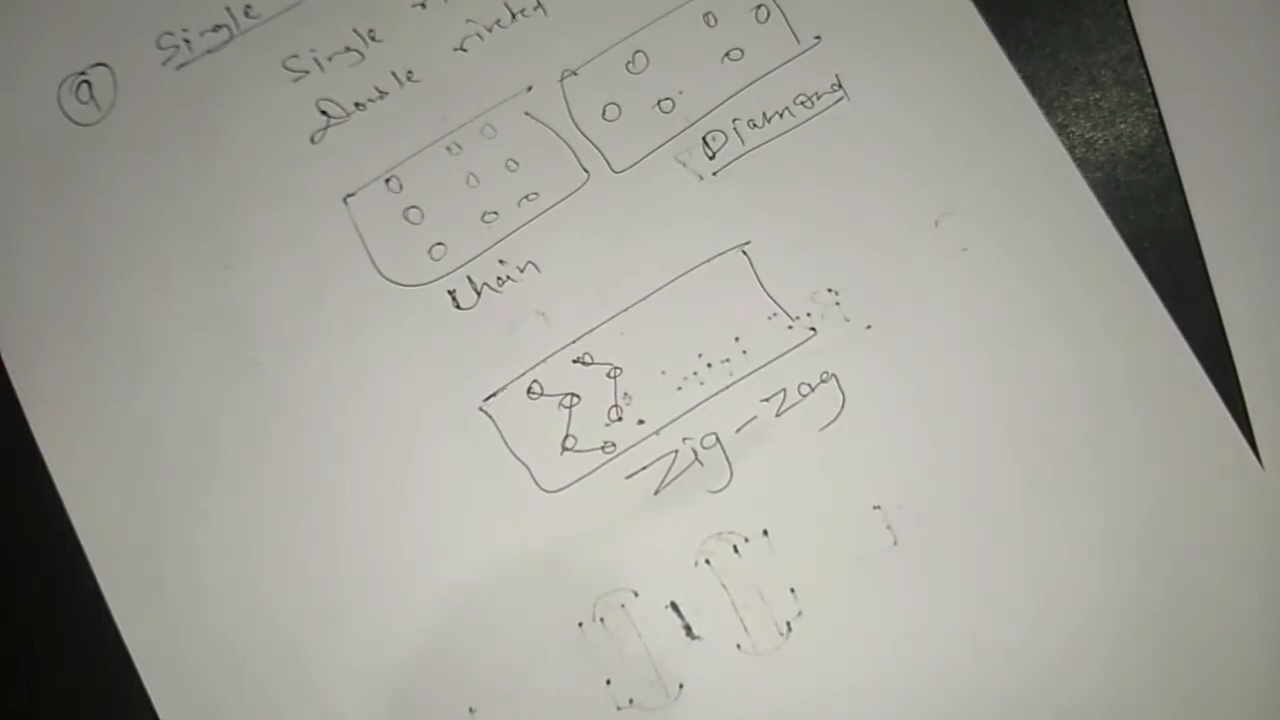 9 Single
Single
Double riveted
Diamond
Chain
Zig-zag